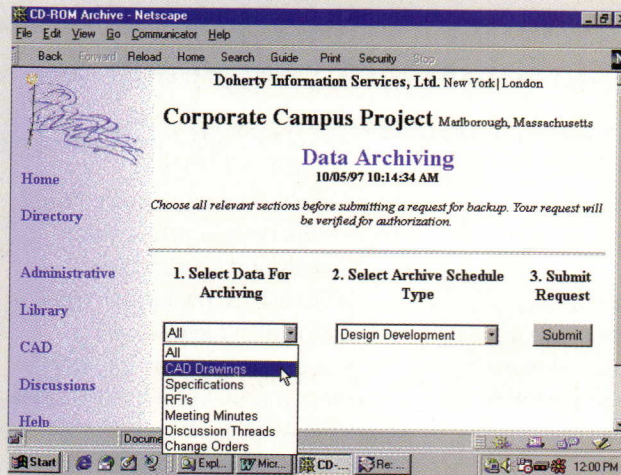 CD-ROM Archive - Netscape
File Edit View Go Communicator Help
Back Forward Reload Home Search Guide Print Security Stop
N
Doherty Information Services, Ltd. New York|London
Corporate Campus Project Marlborough, Massachusetts
Data Archiving
10/05/97 10:14:34 AM
Choose all relevant sections before submitting a request for backup. Your request will
be verified for authorization.
Home
Directory
Administrative
Library
CAD
Discussions
Help
1. Select Data For
Archiving
2. Select Archive Schedule
Type
3. Submit
Request
All
Design Development
Submit
All
CAD Drawings
Specifications
RFI's
Meeting Minutes
Discussion Threads
Change Orders
Docume
Start Expl... Micr... CD-... Re: ... 12:00 PM